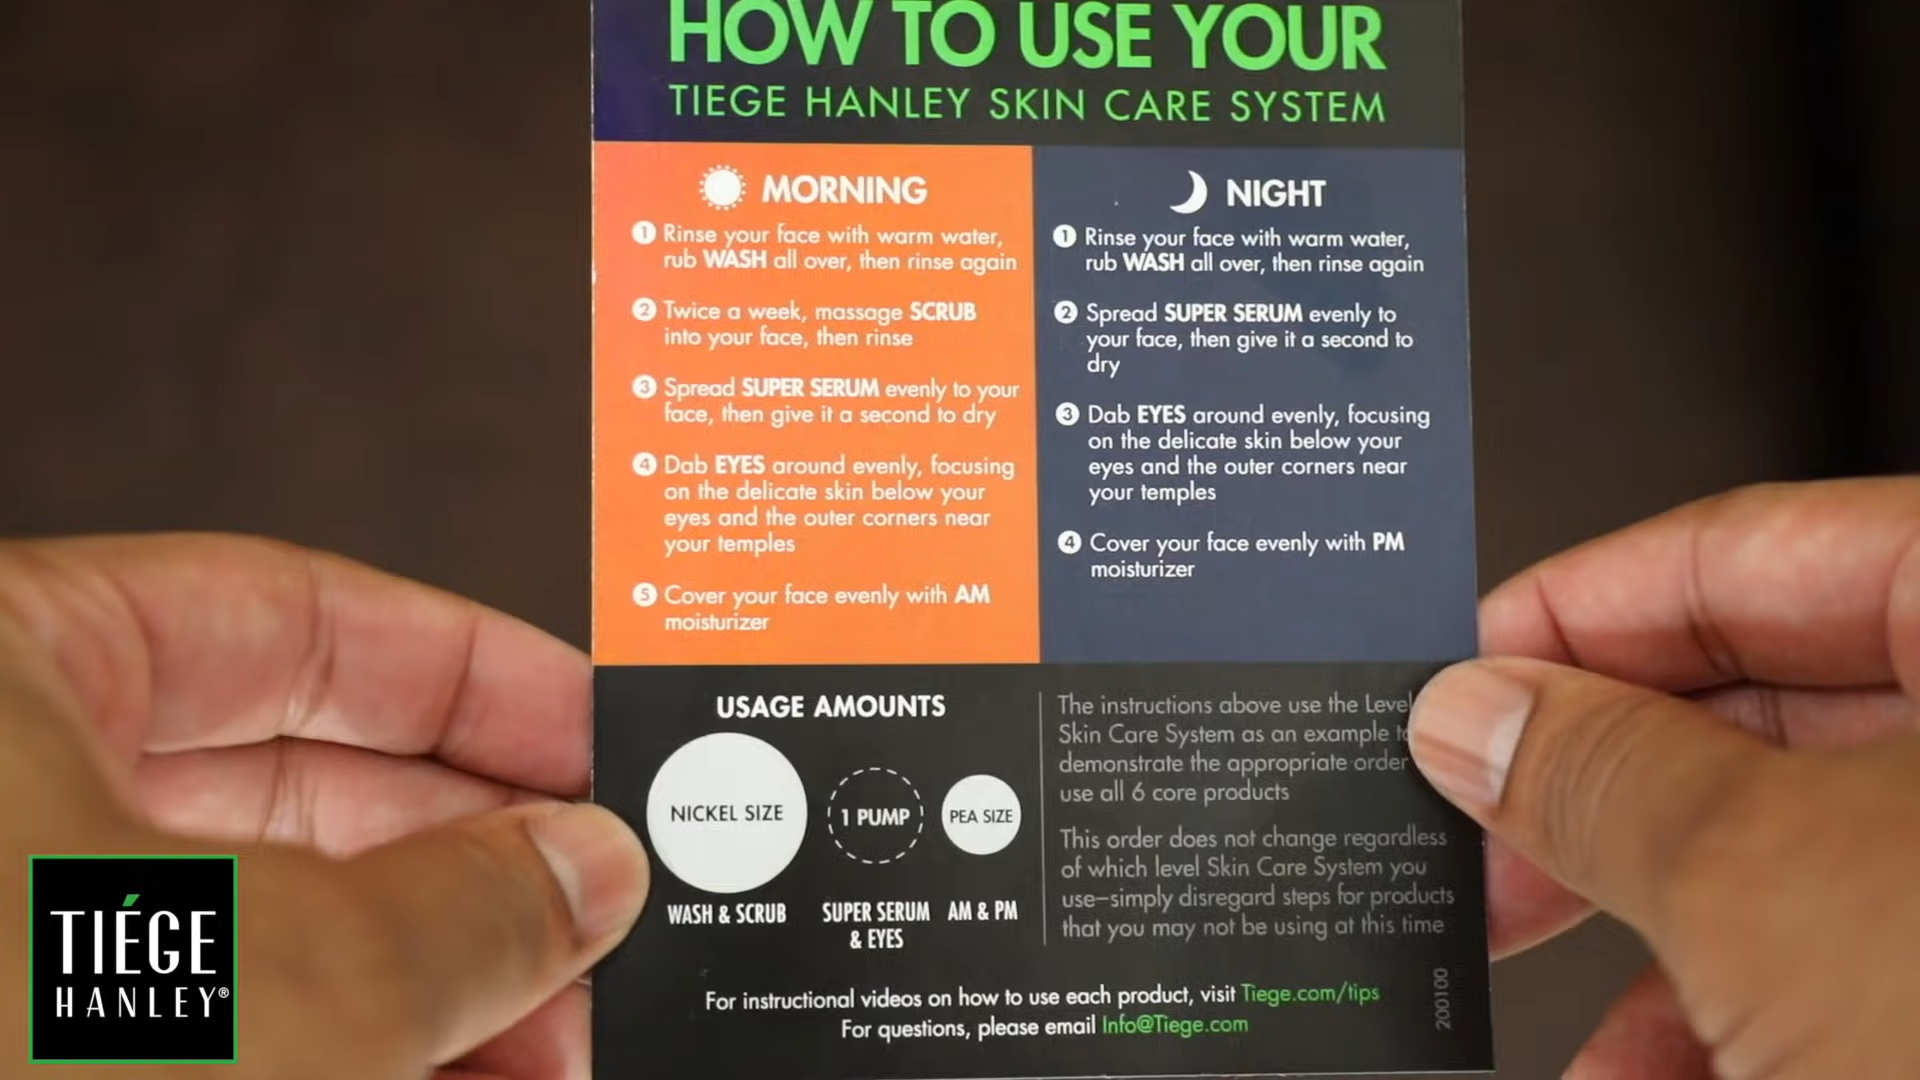 HOW TO USE YOUR
TIEGE HANLEY SKIN CARE SYSTEM
MORNING
1 Rinse your face with warm water,
rub WASH all over, then rinse again
2 Twice a week, massage SCRUB
into your face, then rinse
3 Spread SUPER SERUM evenly to your
face, then give it a second to dry
4 Dab EYES around evenly, focusing
on the delicate skin below your
eyes and the outer corners near
your temples
5 Cover your face evenly with AM
moisturizer
NIGHT
1 Rinse your face with warm water,
rub WASH all over, then rinse again
2 Spread SUPER SERUM evenly to
your face, then give it a second to
dry
3 Dab EYES around evenly, focusing
on the delicate skin below your
eyes and the outer corners near
your temples
4 Cover your face evenly with PM
moisturizer
USAGE AMOUNTS
NICKEL SIZE
1 PUMP
PEA SIZE
WASH & SCRUB
SUPER SERUM
& EYES
AM & PM
The instructions above use the Level
Skin Care System as an example
demonstrate the appropriate order
use all 6 core products
This order does not change regardless
of which level Skin Care System you
use–simply disregard steps for products
that you may not be using at this time
For instructional videos on how to use each product, visit Tiege.com/tips
For questions, please email Info@Tiege.com
200100
TIÉGE
HANLEY®